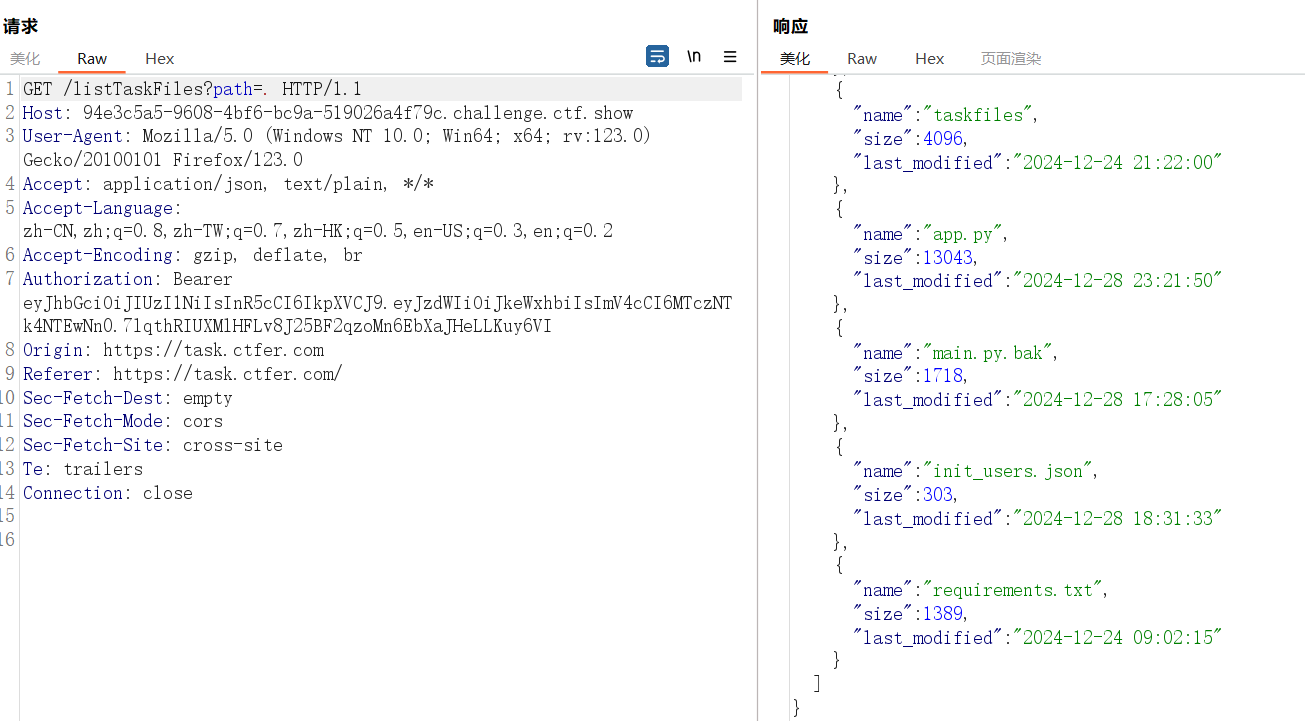 请求
美化 Raw Hex \n
1 GET /listTaskFiles?path=. HTTP/1.1
2 Host: 94e3c5a5-9608-4bf6-bc9a-519026a4f79c.challenge.ctf.show
3 User-Agent: Mozilla/5.0 (Windows NT 10.0; Win64; x64; rv:123.0)
Gecko/20100101 Firefox/123.0
4 Accept: application/json, text/plain, */*
5 Accept-Language:
zh-CN,zh;q=0.8,zh-TW;q=0.7,zh-HK;q=0.5,en-US;q=0.3,en;q=0.2
6 Accept-Encoding: gzip, deflate, br
7 Authorization: Bearer
eyJhbGciOiJIUzI1NiIsInR5cCI6IkpXVCJ9.eyJzdWIiOiJkeWxhbiIsImV4cCI6MTczNT
k4NTEwNn0.7lqthRIUXMlHFLv8J25BF2qzoMn6EbXaJHeLLKuy6VI
8 Origin: https://task.ctfer.com
9 Referer: https://task.ctfer.com/
10 Sec-Fetch-Dest: empty
11 Sec-Fetch-Mode: cors
12 Sec-Fetch-Site: cross-site
13 Te: trailers
14 Connection: close
15
16
响应
美化 Raw Hex 页面渲染
},
{
"name":"taskfiles",
"size":4096,
"last_modified":"2024-12-24 21:22:00"
},
{
"name":"app.py",
"size":13043,
"last_modified":"2024-12-28 23:21:50"
},
{
"name":"main.py.bak",
"size":1718,
"last_modified":"2024-12-28 17:28:05"
},
{
"name":"init_users.json",
"size":303,
"last_modified":"2024-12-28 18:31:33"
},
{
"name":"requirements.txt",
"size":1389,
"last_modified":"2024-12-24 09:02:15"
}
]
}